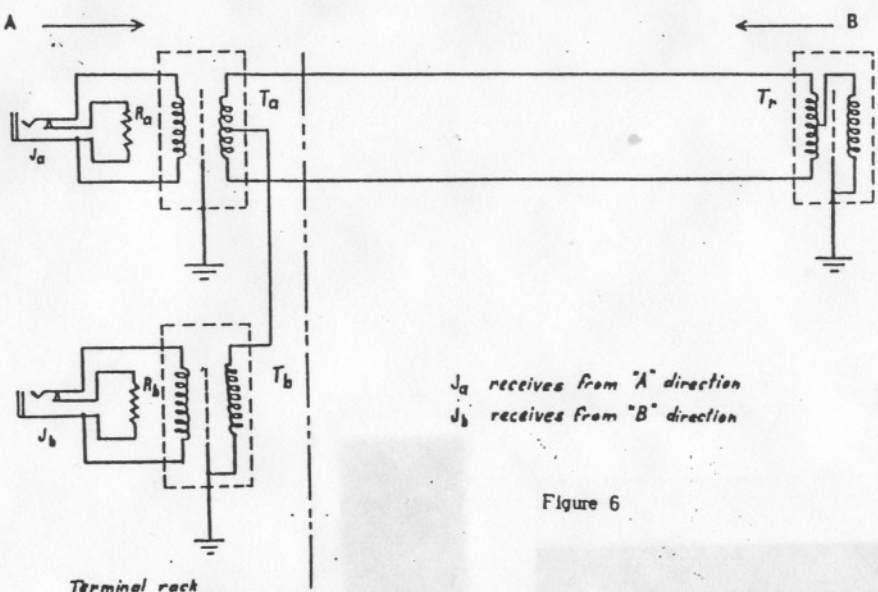 A
B
Ra
Ta
Tr
Ja
Rb
Tb
Jb
Ja receives from "A" direction
Jb receives from "B" direction
Figure 6
Terminal rack